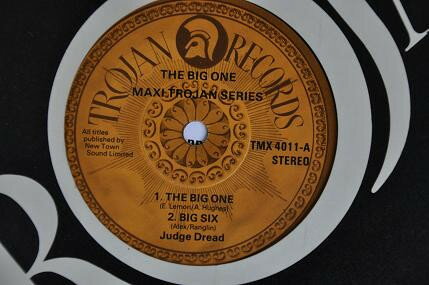 TROJAN RECORDS
THE BIG ONE
MAXI TROJAN SERIES
All titles
published by
New Town
Sound Limited
TMX 4011-A
STEREO
1. THE BIG ONE
(E. Lemon/A. Hughes)
2. BIG SIX
(Alek/Ranglin)
Judge Dread